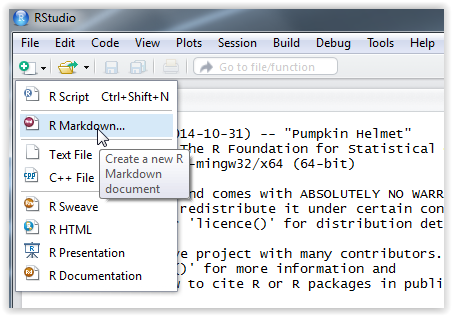 RStudio
File Edit Code View Plots Session Build Debug Tools Help
Go to file/function
R Script Ctrl+Shift+N
R Markdown...
Text File
C++ File
R Sweave
R HTML
R Presentation
R Documentation
Create a new R
Markdown
document
014-10-31) -- "Pumpkin Helmet"
The R Foundation for Statistical
-mingw32/x64 (64-bit)
nd comes with ABSOLUTELY NO WARR
redistribute it under certain con
'licence()' for distribution det
ve project with many contributors.
()' for more information and
w to cite R or R packages in publi